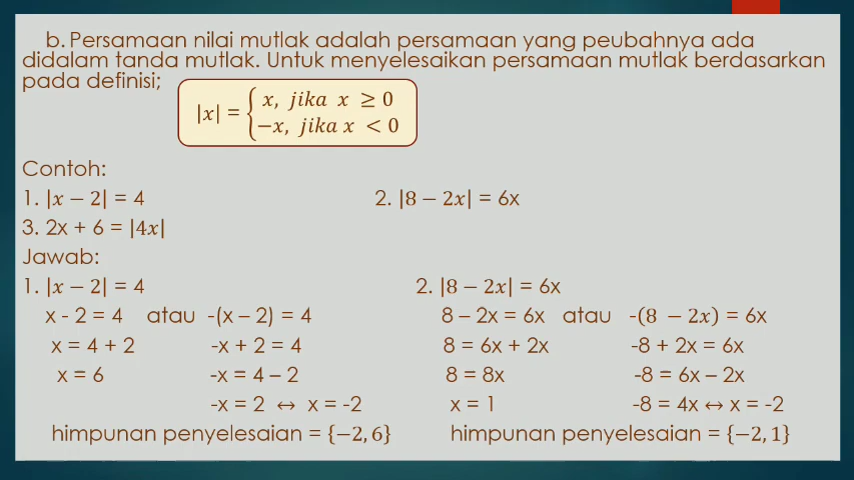 b. Persamaan nilai mutlak adalah persamaan yang peubahnya ada
didalam tanda mutlak. Untuk menyelesaikan persamaan mutlak berdasarkan
pada definisi;
|x| = { x, jika x ≥ 0
−x, jika x < 0
Contoh:
1. |x − 2| = 4 2. |8 − 2x| = 6x
3. 2x + 6 = |4x|
Jawab:
1. |x − 2| = 4 2. |8 − 2x| = 6x
x - 2 = 4 atau -(x – 2) = 4 8 – 2x = 6x atau -(8 − 2x) = 6x
x = 4 + 2 -x + 2 = 4 8 = 6x + 2x -8 + 2x = 6x
x = 6 -x = 4 – 2 8 = 8x -8 = 6x – 2x
-x = 2 ↔ x = -2 x = 1 -8 = 4x ↔ x = -2
himpunan penyelesaian = {−2, 6} himpunan penyelesaian = {−2, 1}